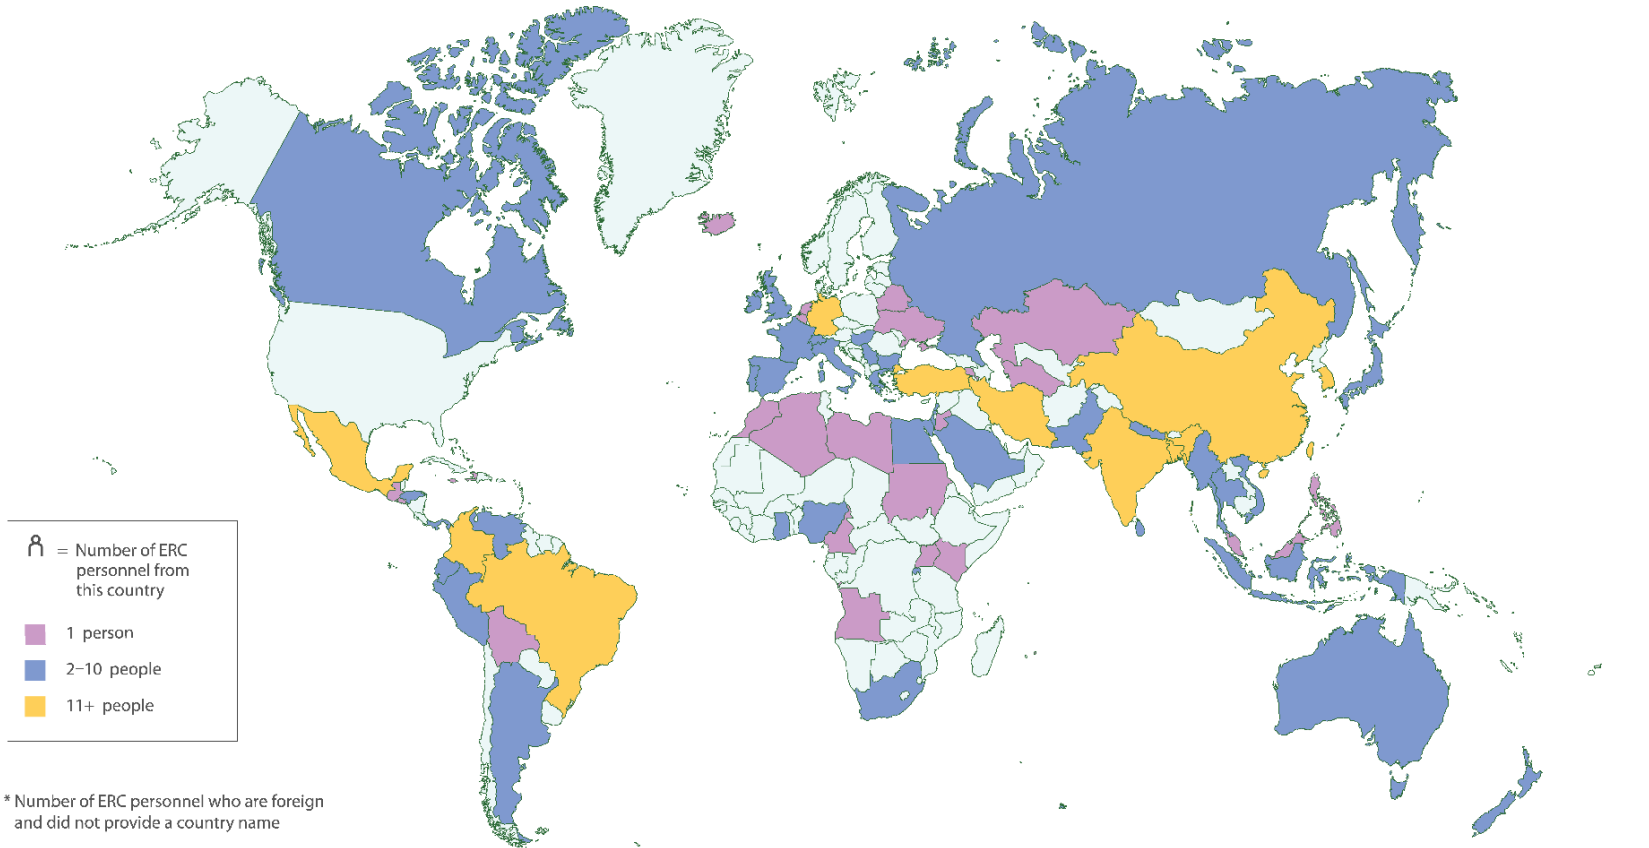 = Number of ERC
personnel from
this country
1 person
2–10 people
11+ people
* Number of ERC personnel who are foreign
and did not provide a country name